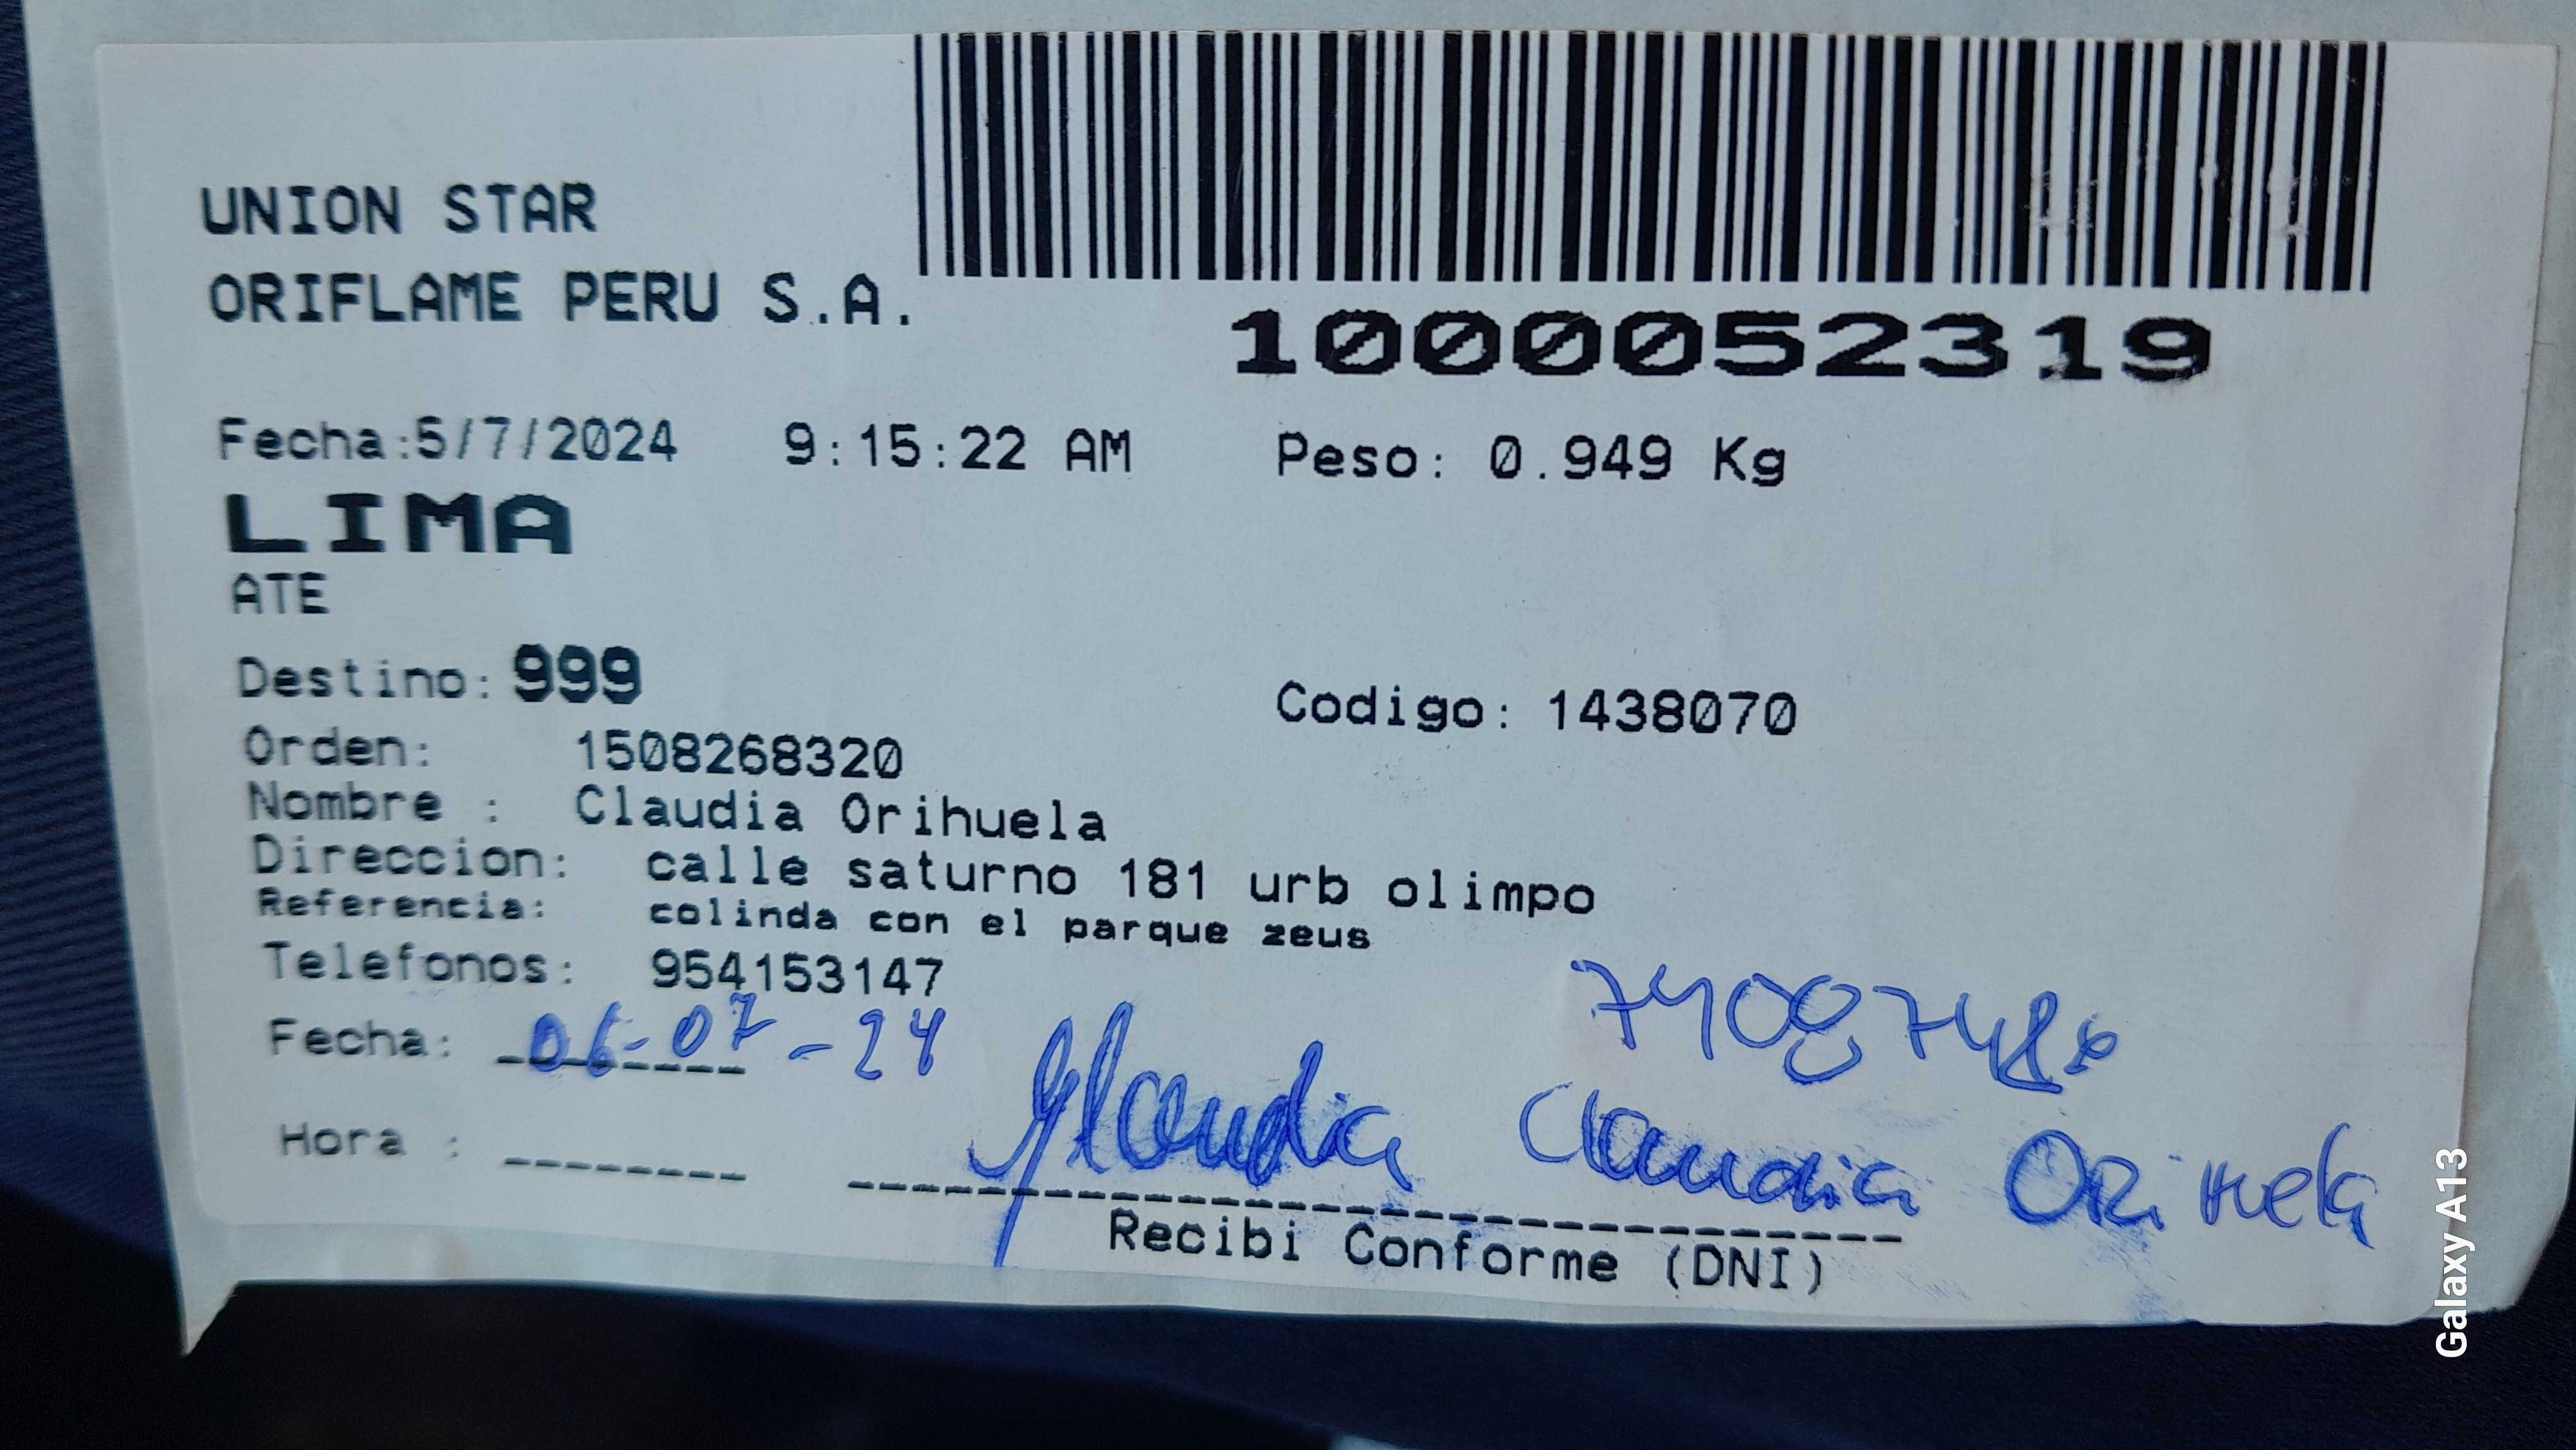 UNION STAR
ORIFLAME PERU S.A.
1000052319
Fecha:5/7/2024 9:15:22 AM Peso: 0.949 Kg
LIMA
ATE
Destino: 999
Codigo: 1438070
Orden: 1508268320
Nombre : Claudia Orihuela
Direccion: calle saturno 181 urb olimpo
Referencia: colinda con el parque zeus
Telefonos: 954153147
Fecha: 06-07-24
Hora :
Claudia Orihuela
Recibi Conforme (DNI)
Galaxy A13